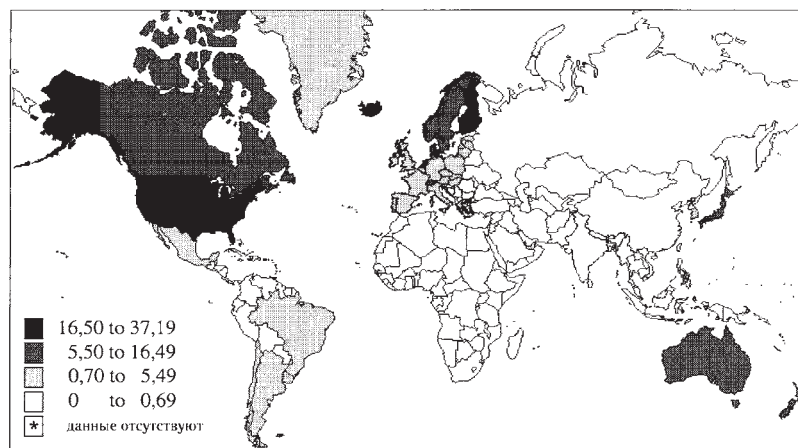 16,50 to 37,19
5,50 to 16,49
0,70 to 5,49
0 to 0,69
* данные отсутствуют